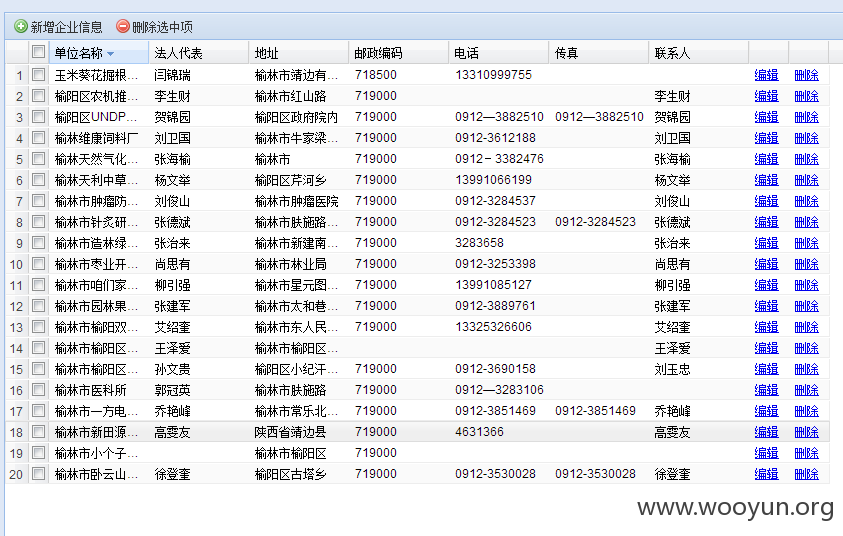 新增企业信息 删除选中项
单位名称 法人代表 地址 邮政编码 电话 传真 联系人
1 玉米葵花掘根... 闫锦瑞 榆林市靖边有... 718500 13310999755 编辑 删除
2 榆阳区农机推... 李生财 榆林市红山路 719000 李生财 编辑 删除
3 榆阳区UNDP... 贺锦园 榆阳区政府院内 719000 0912—3882510 0912—3882510 贺锦园 编辑 删除
4 榆林维康饲料厂 刘卫国 榆林市牛家梁... 719000 0912-3612188 刘卫国 编辑 删除
5 榆林天然气化... 张海榆 榆林市 719000 0912－3382476 张海榆 编辑 删除
6 榆林天利中草... 杨文举 榆阳区芹河乡 719000 13991066199 杨文举 编辑 删除
7 榆林市肿瘤防... 刘俊山 榆林市肿瘤医院 719000 0912-3284537 刘俊山 编辑 删除
8 榆林市针炙研... 张德斌 榆林市肤施路... 719000 0912-3284523 0912-3284523 张德斌 编辑 删除
9 榆林市造林绿... 张治来 榆林市新建南... 719000 3283658 张治来 编辑 删除
10 榆林市枣业开... 尚思有 榆林市林业局 719000 0912-3253398 尚思有 编辑 删除
11 榆林市咱们家... 柳引强 榆林市星元图... 719000 13991085127 柳引强 编辑 删除
12 榆林市园林果... 张建军 榆林市太和巷... 719000 0912-3889761 张建军 编辑 删除
13 榆林市榆阳双... 艾绍奎 榆林市东人民... 719000 13325326606 艾绍奎 编辑 删除
14 榆林市榆阳区... 王泽爱 榆林市榆阳区... 王泽爱 编辑 删除
15 榆林市榆阳区... 孙文贵 榆阳区小纪汗... 719000 0912-3690158 刘玉忠 编辑 删除
16 榆林市医科所 郭冠英 榆林市肤施路 719000 0912—3283106 编辑 删除
17 榆林市一方电... 乔艳峰 榆林市常乐北... 719000 0912-3851469 0912-3851469 乔艳峰 编辑 删除
18 榆林市新田源... 高雯友 陕西省靖边县 719000 4631366 高雯友 编辑 删除
19 榆林市小个子... 榆林市榆阳区 719000 编辑 删除
20 榆林市卧云山... 徐登奎 榆阳区古塔乡 719000 0912-3530028 0912-3530028 徐登奎 编辑 删除
www.wooyun.org